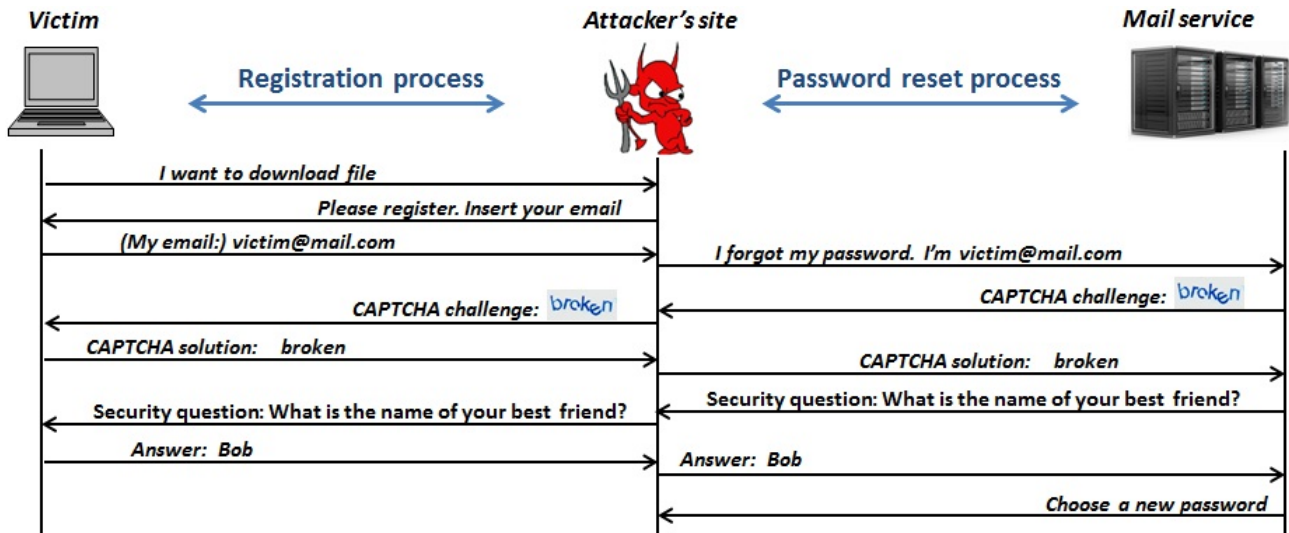 Victim
Attacker's site
Mail service
Registration process
Password reset process
I want to download file
Please register. Insert your email
(My email:) victim@mail.com
I forgot my password. I'm victim@mail.com
CAPTCHA challenge: broken
CAPTCHA challenge: broken
CAPTCHA solution: broken
CAPTCHA solution: broken
Security question: What is the name of your best friend?
Security question: What is the name of your best friend?
Answer: Bob
Answer: Bob
Choose a new password